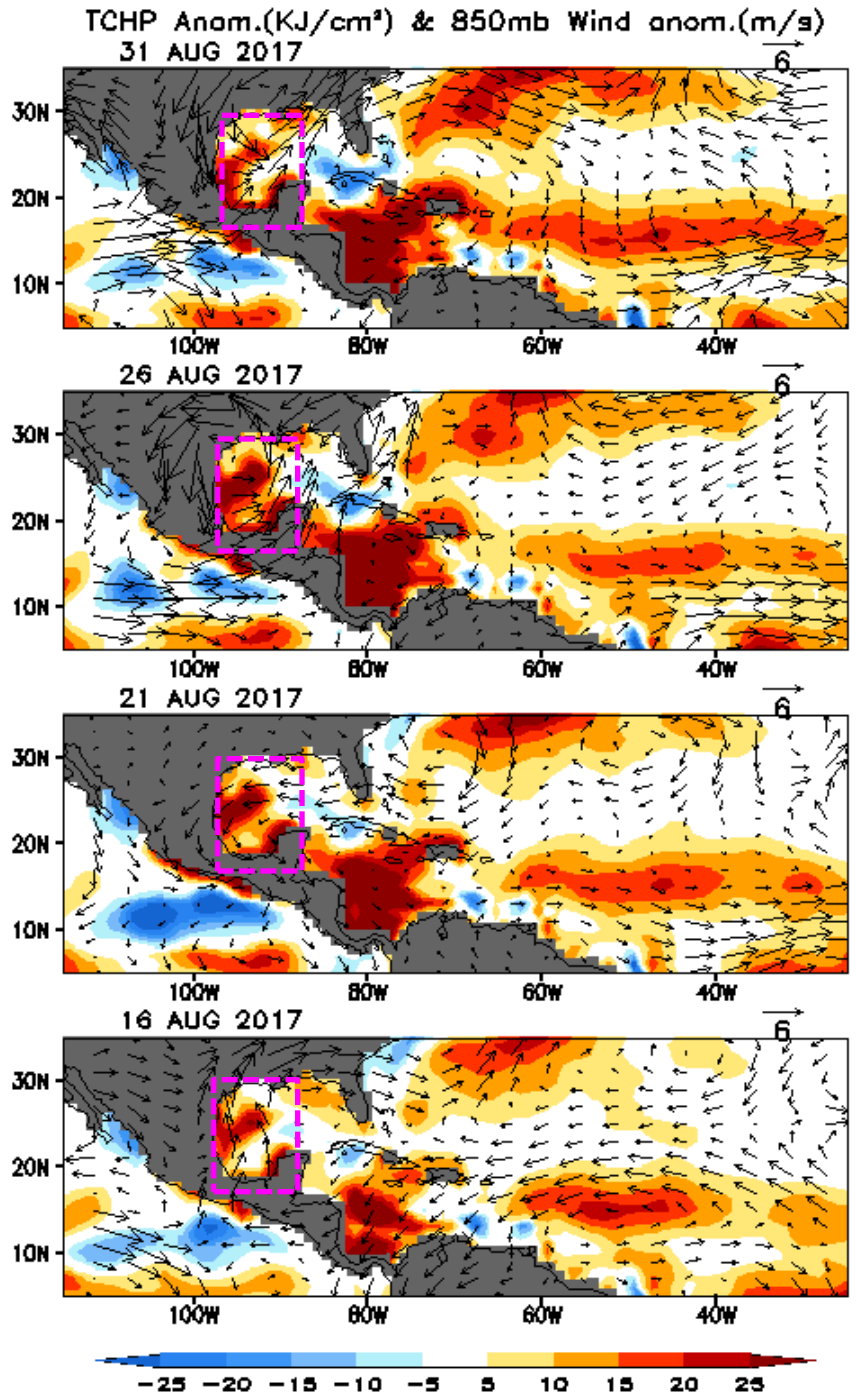 TCHP Anom.(KJ/cm²) & 850mb Wind anom.(m/s)
31 AUG 2017
6
30N
20N
10N
100W 80W 60W 40W
26 AUG 2017
6
30N
20N
10N
100W 80W 60W 40W
21 AUG 2017
6
30N
20N
10N
100W 80W 60W 40W
16 AUG 2017
6
30N
20N
10N
100W 80W 60W 40W
-25 -20 -15 -10 -5 5 10 15 20 25